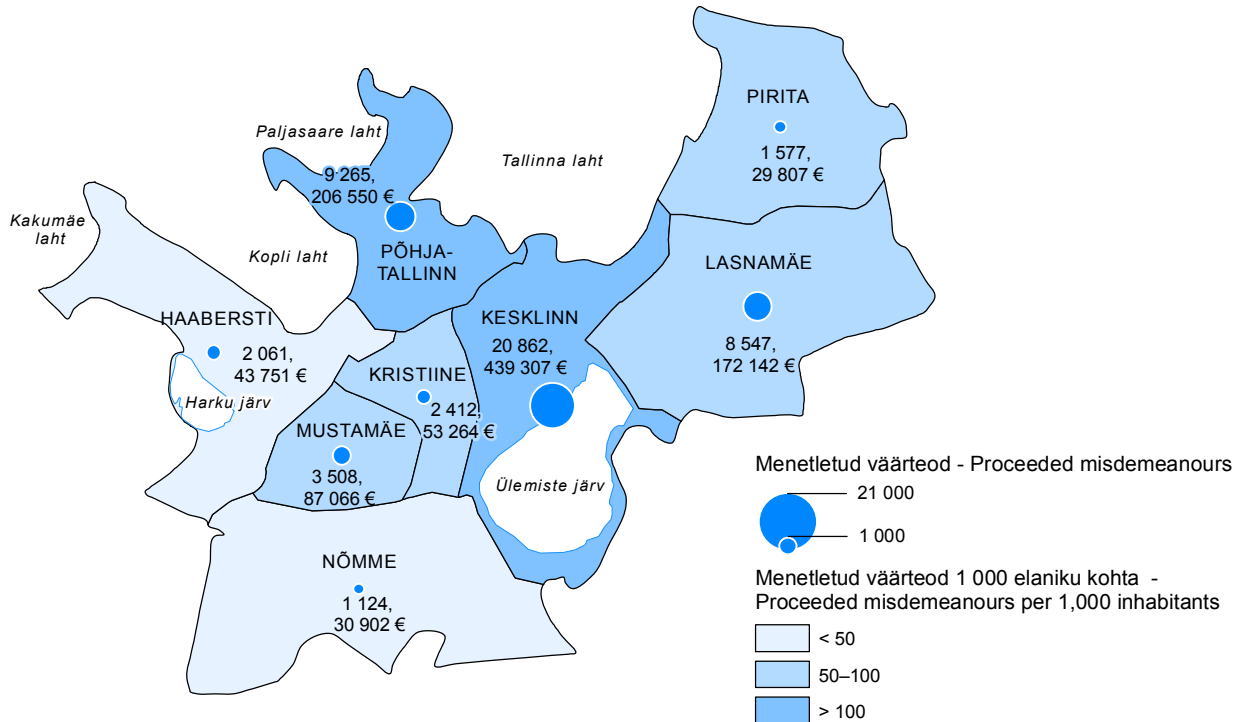 PIRITA
1 577,
29 807 €
Paljasaare laht
Tallinna laht
9 265,
206 550 €
PÕHJA-
TALLINN
Kakumäe
laht
Kopli laht
LASNAMÄE
8 547,
172 142 €
HAABERSTI
2 061,
43 751 €
Harku järv
KESKLINN
20 862,
439 307 €
KRISTIINE
2 412,
53 264 €
MUSTAMÄE
3 508,
87 066 €
Ülemiste järv
NÕMME
1 124,
30 902 €
Menetletud väärteod - Proceeded misdemeanours
21 000
1 000
Menetletud väärteod 1 000 elaniku kohta -
Proceeded misdemeanours per 1,000 inhabitants
< 50
50–100
> 100